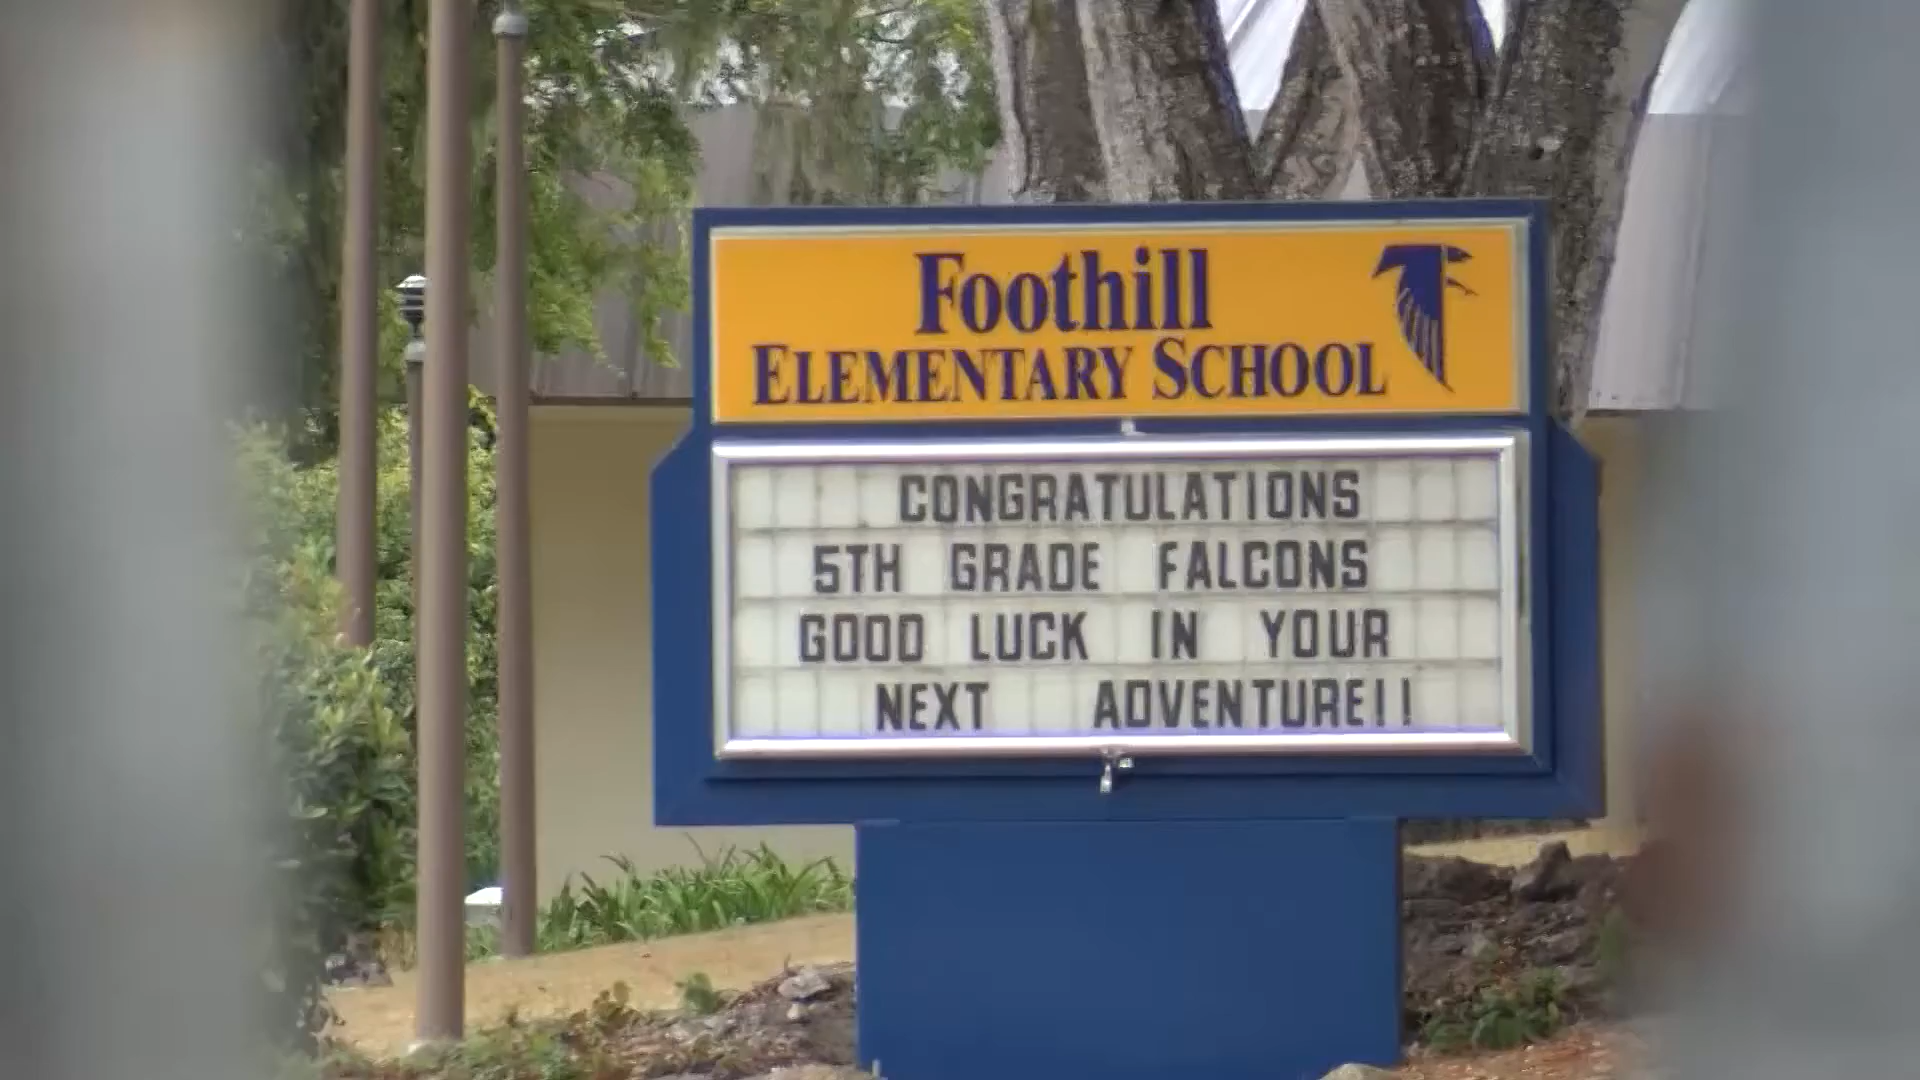 Foothill
ELEMENTARY SCHOOL
CONGRATULATIONS
5TH GRADE FALCONS
GOOD LUCK IN YOUR
NEXT ADVENTURE!!